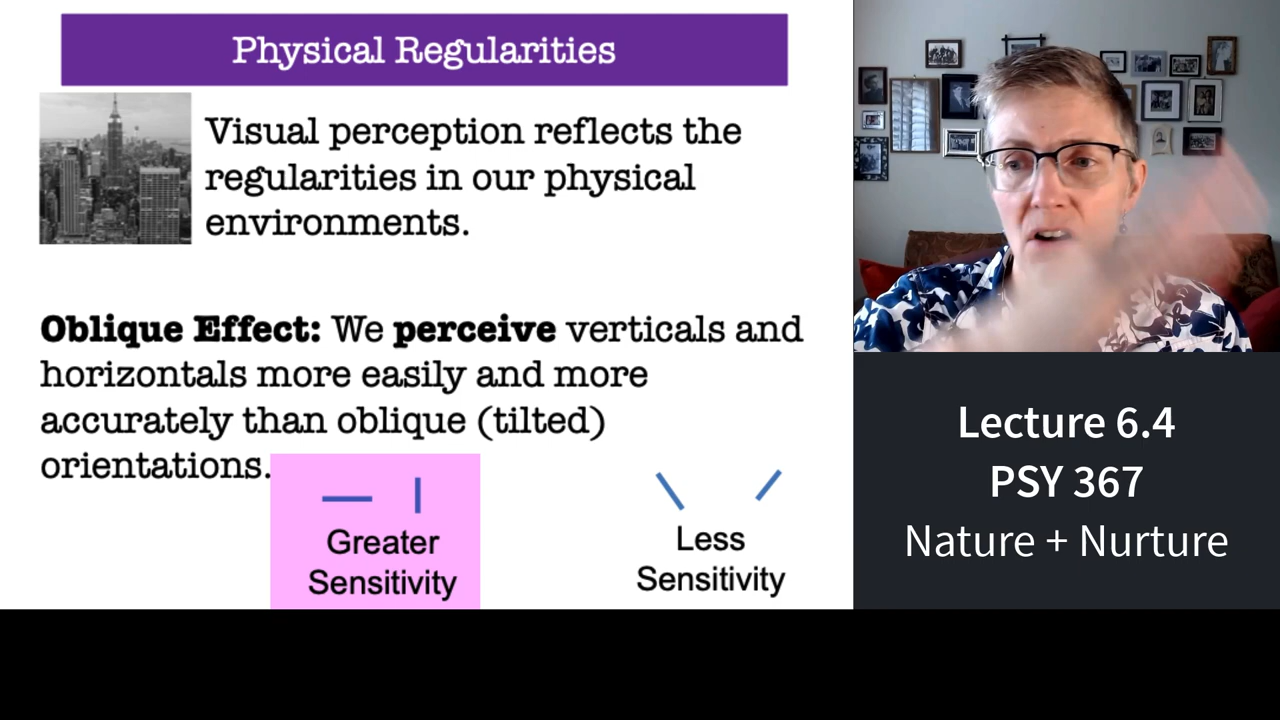 Physical Regularities
Visual perception reflects the
regularities in our physical
environments.
Oblique Effect: We perceive verticals and
horizontals more easily and more
accurately than oblique (tilted)
orientations.
Greater
Sensitivity
Less
Sensitivity
Lecture 6.4
PSY 367
Nature + Nurture